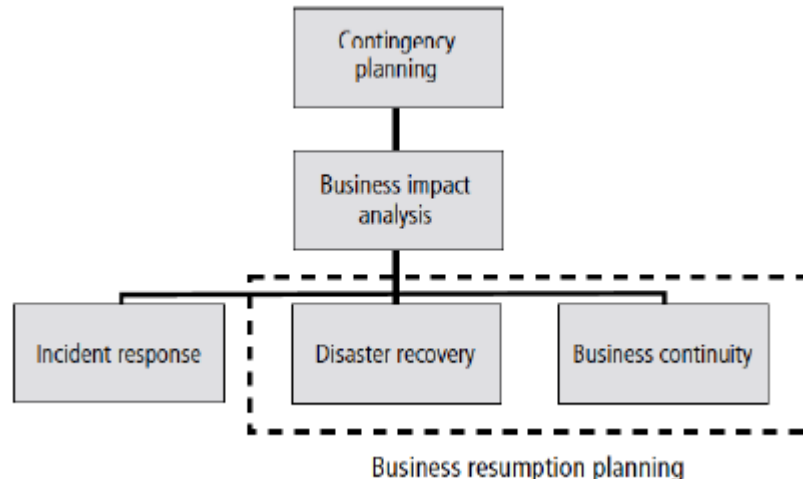 Contingency
planning
Business impact
analysis
Incident response
Disaster recovery
Business continuity
Business resumption planning